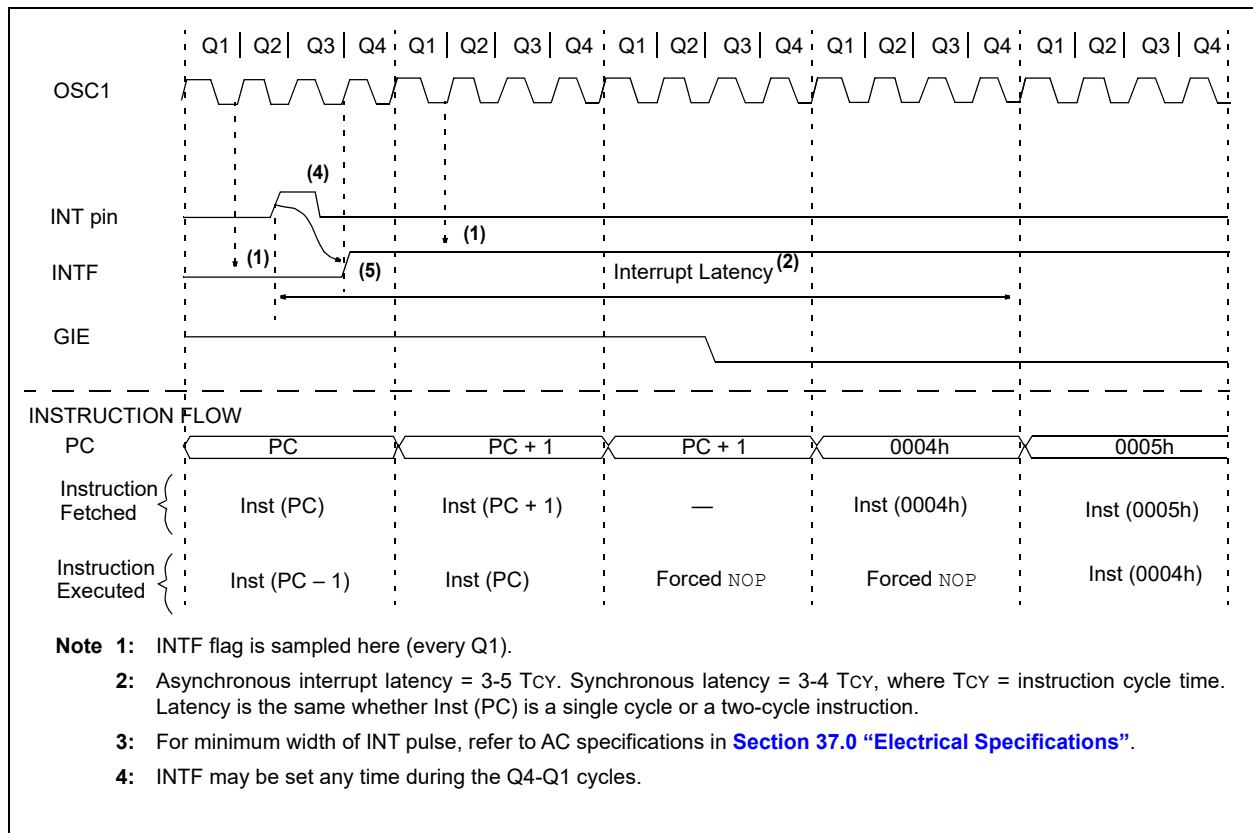 Q1 Q2 Q3 Q4 Q1 Q2 Q3 Q4 Q1 Q2 Q3 Q4 Q1 Q2 Q3 Q4 Q1 Q2 Q3 Q4
OSC1
(4)
INT pin
(1)
(1)
INTF
(5)
Interrupt Latency (2)
GIE
INSTRUCTION FLOW
PC PC PC + 1 PC + 1 0004h 0005h
Instruction
Fetched
Inst (PC) Inst (PC + 1) — Inst (0004h) Inst (0005h)
Instruction
Executed
Inst (PC – 1) Inst (PC) Forced NOP Forced NOP Inst (0004h)
Note 1: INTF flag is sampled here (every Q1).
2: Asynchronous interrupt latency = 3-5 TCY. Synchronous latency = 3-4 TCY, where TCY = instruction cycle time.
Latency is the same whether Inst (PC) is a single cycle or a two-cycle instruction.
3: For minimum width of INT pulse, refer to AC specifications in Section 37.0 “Electrical Specifications”.
4: INTF may be set any time during the Q4-Q1 cycles.